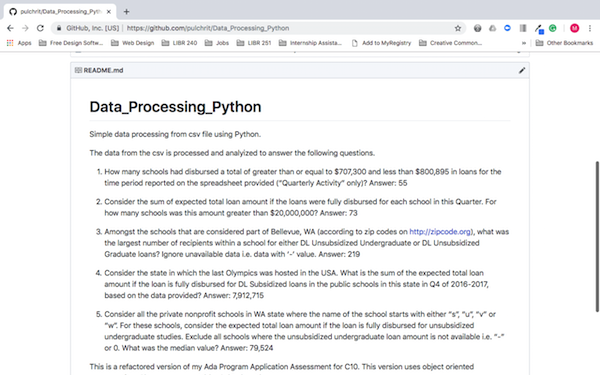 pulchrit/Data_Processing_Python
GitHub, Inc. [US] | https://github.com/pulchrit/Data_Processing_Python
M
Apps Free Design Softw... Web Design LIBR 240 Jobs LIBR 251 Internship Assista... Add to MyRegistry Creative Common... » Other Bookmarks
README.md
Data_Processing_Python
Simple data processing from csv file using Python.
The data from the csv is processed and analyized to answer the following questions.
1. How many schools had disbursed a total of greater than or equal to $707,300 and less than $800,895 in loans for the
time period reported on the spreadsheet provided ("Quarterly Activity" only)? Answer: 55
2. Consider the sum of expected total loan amount if the loans were fully disbursed for each school in this Quarter. For
how many schools was this amount greater than $20,000,000? Answer: 73
3. Amongst the schools that are considered part of Bellevue, WA (according to zip codes on http://zipcode.org), what was
the largest number of recipients within a school for either DL Unsubsidized Undergraduate or DL Unsubsidized
Graduate loans? Ignore unavailable data i.e. data with '-' value. Answer: 219
4. Consider the state in which the last Olympics was hosted in the USA. What is the sum of the expected total loan
amount if the loan is fully disbursed for DL Susidized loans in the public schools in this state in Q4 of 2016-2017,
based on the data provided? Answer: 7,912,715
5. Consider all the private nonprofit schools in WA state where the name of the school starts with either "s", "u", "v" or
"w". For these schools, consider the expected total loan amount if the loan is fully disbursed for unsubsidized
undergraduate studies. Exclude all schools where the unsubsidized undergraduate loan amount is not available i.e. "-"
or 0. What was the median value? Answer: 79,524
This is a refactored version of my Ada Program Application Assessment for C10. This version uses object oriented